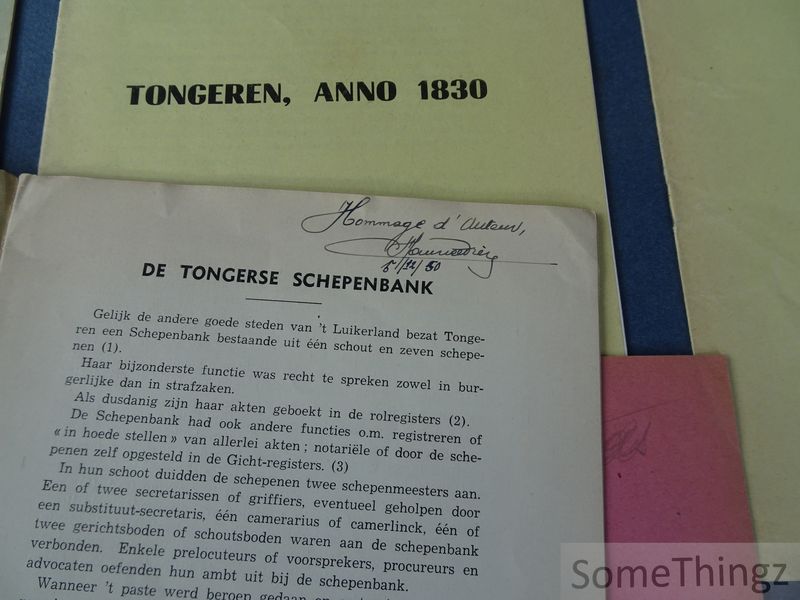 TONGEREN, ANNO 1830
Hommage d'Auteur,
5/12/50
DE TONGERSE SCHEPENBANK
Gelijk de andere goede steden van 't Luikerland bezat Tonge-
ren een Schepenbank bestaande uit één schout en zeven schepe-
nen (1).
Haar bijzonderste functie was recht te spreken zowel in bur-
gerlijke dan in strafzaken.
Als dusdanig zijn haar akten geboekt in de rolregisters (2).
De Schepenbank had ook andere functies o.m. registreren of
« in hoede stellen » van allerlei akten ; notariële of door de sche-
penen zelf opgesteld in de Gicht-registers. (3)
In hun schoot duidden de schepenen twee schepenmeesters aan.
Een of twee secretarissen of griffiers, eventueel geholpen door
een substituut-secretaris, één camerarius of camerlinck, één of
twee gerichtsboden of schoutsboden waren aan de schepenbank
verbonden. Enkele prelocuteurs of voorsprekers, procureurs en
advocaten oefenden hun ambt uit bij de schepenbank.
Wanneer 't paste werd beroep gedaan
SomeThingz